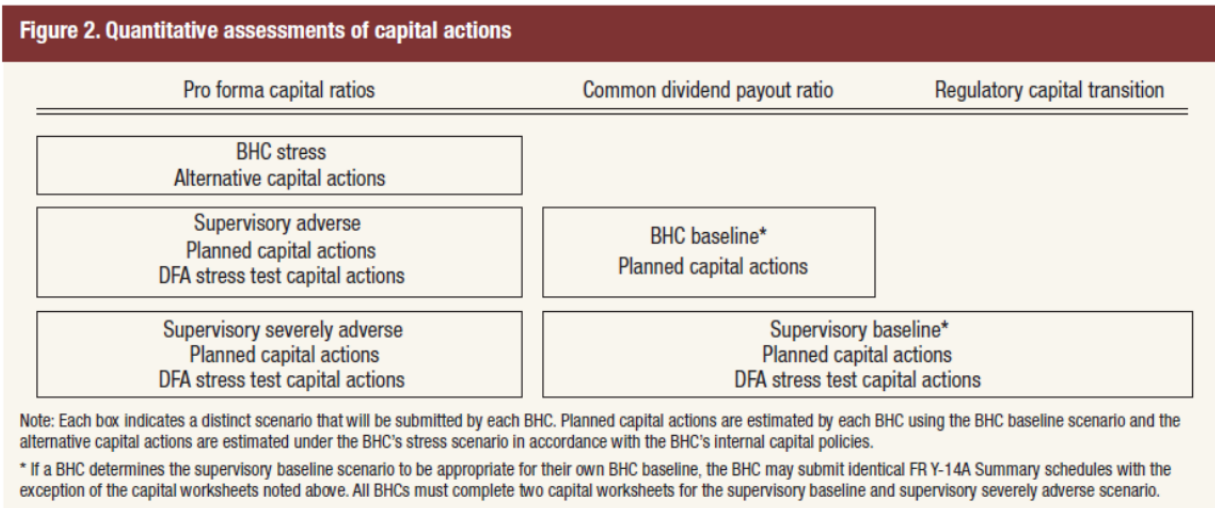 Figure 2. Quantitative assessments of capital actions
Pro forma capital ratios
Common dividend payout ratio
Regulatory capital transition
BHC stress
Alternative capital actions
Supervisory adverse
Planned capital actions
DFA stress test capital actions
BHC baseline*
Planned capital actions
Supervisory severely adverse
Planned capital actions
DFA stress test capital actions
Supervisory baseline*
Planned capital actions
DFA stress test capital actions
Note: Each box indicates a distinct scenario that will be submitted by each BHC. Planned capital actions are estimated by each BHC using the BHC baseline scenario and the
alternative capital actions are estimated under the BHC's stress scenario in accordance with the BHC's internal capital policies.
* If a BHC determines the supervisory baseline scenario to be appropriate for their own BHC baseline, the BHC may submit identical FR Y-14A Summary schedules with the
exception of the capital worksheets noted above. All BHCs must complete two capital worksheets for the supervisory baseline and supervisory severely adverse scenario.